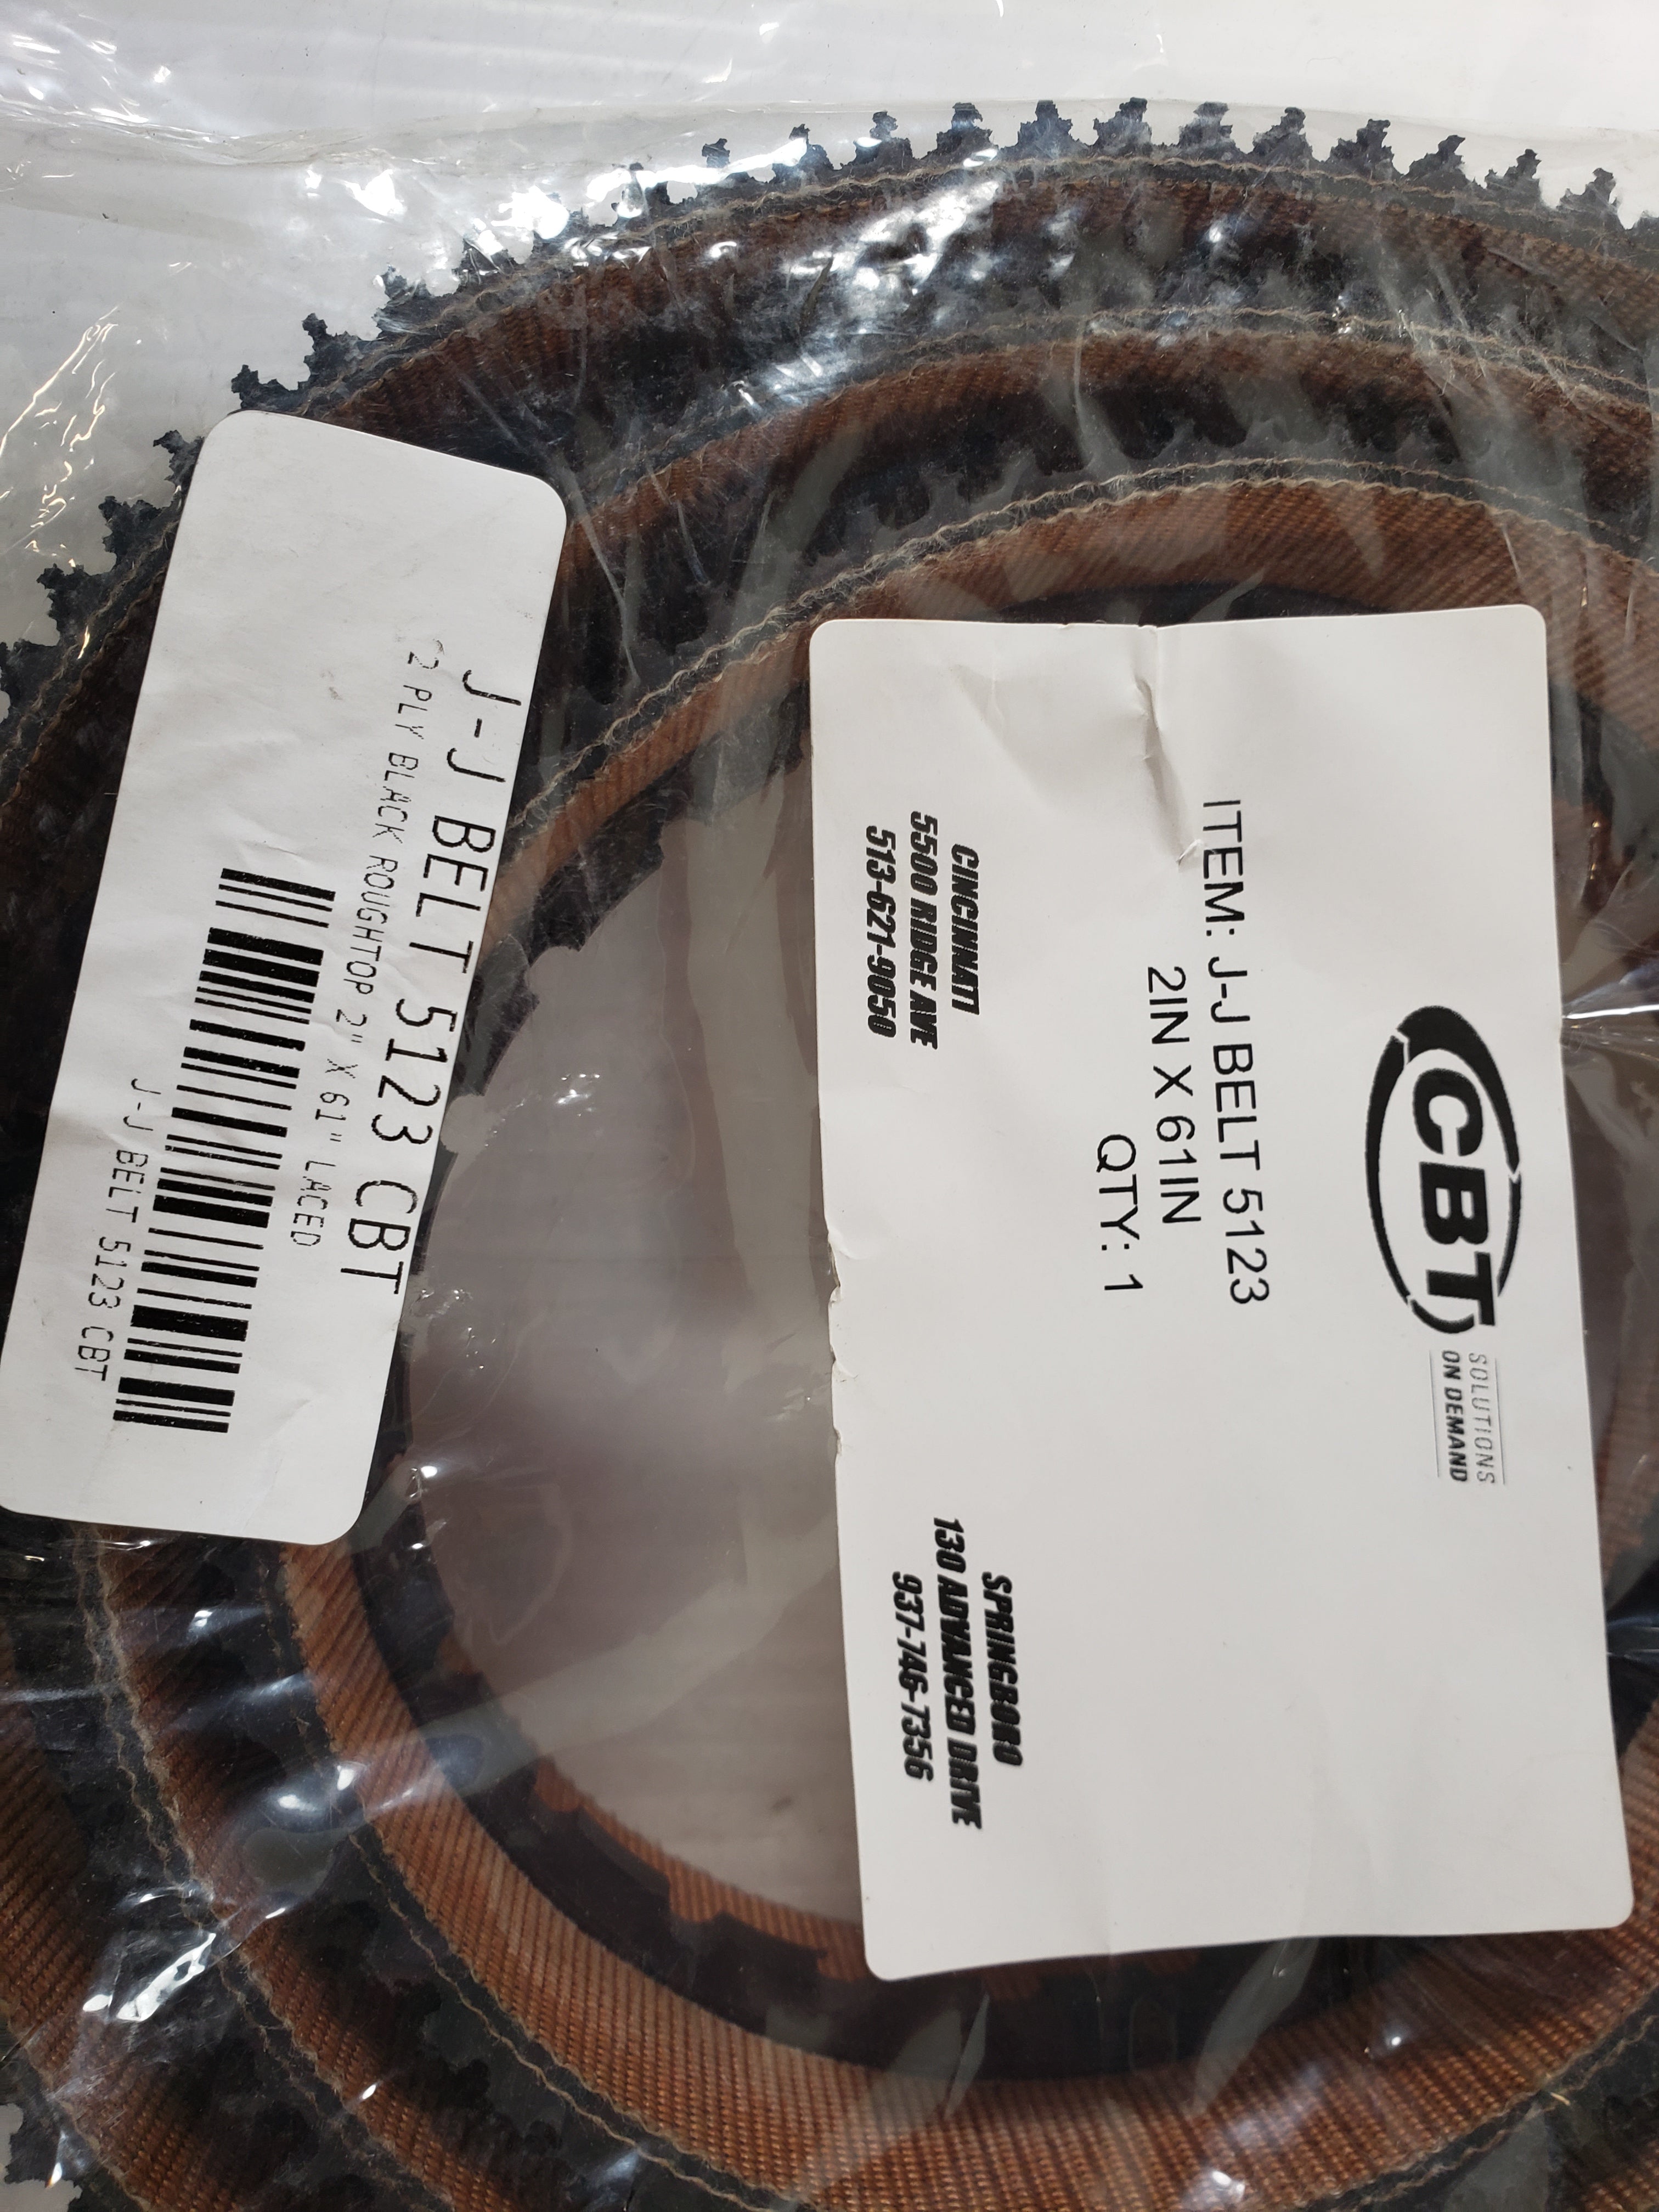 CBT
SOLUTIONS
ON DEMAND
ITEM: J-J BELT 5123
2IN X 61IN
QTY: 1
CINCINNATI
5500 RIDGE AVE
513-621-9050
SPRINGBORO
130 ADVANCED DRIVE
937-746-7356
J-J BELT 5123 CBT
2 PLY BLACK ROUGHTOP 2" X 61" LACED
J-J BELT 5123 CBT